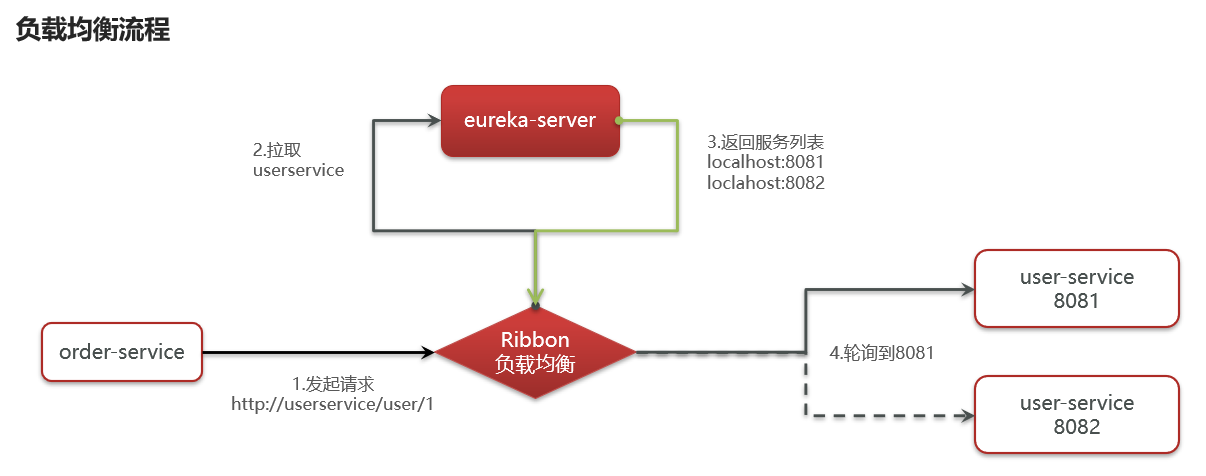 负载均衡流程
eureka-server
2.拉取
userservice
3.返回服务列表
localhost:8081
loclahost:8082
order-service
1.发起请求
http://userservice/user/1
Ribbon
负载均衡
4.轮询到8081
user-service
8081
user-service
8082